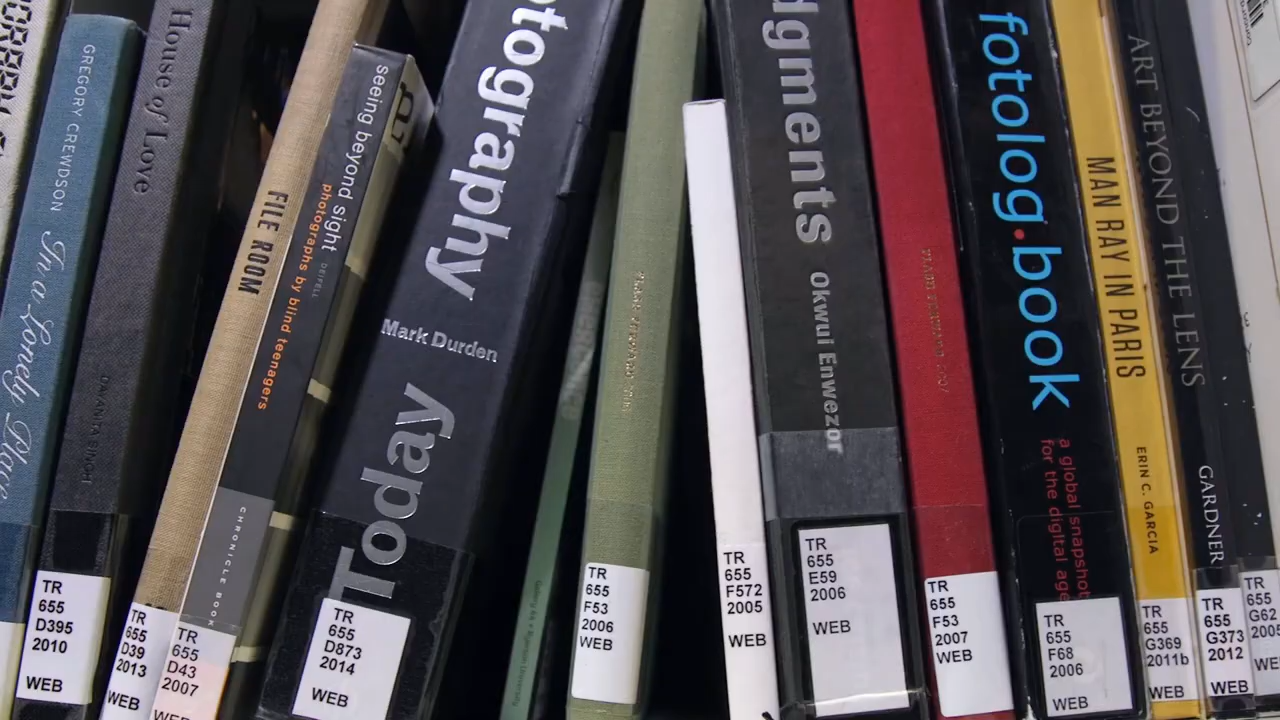 GREGORY CREWDSON In a Lonely Place
House of Love
DAYANITA SINGH
TR
655
D395
2010
WEB
FILE ROOM
TR
655
D39
2013
WEB
seeing beyond sight
photographs by blind teenagers
CHRONICLE BOOK
TR
655
D43
2007
WEB
tography
Mark Durden
Today
TR
655
D873
2014
WEB
TR
655
F53
2006
WEB
TR
655
F572
2005
WEB
dgments
Okwui Enwezor
TR
655
E59
2006
WEB
TR
655
F53
2007
WEB
fotolog.book
a global snapshot
for the digital age
TR
655
F68
2006
WEB
MAN RAY IN PARIS
ERIN C. GARCIA
TR
655
G369
2011b
WEB
ART BEYOND THE LENS
GARDNER
TR
655
G373
2012
WEB
TR
655
G62